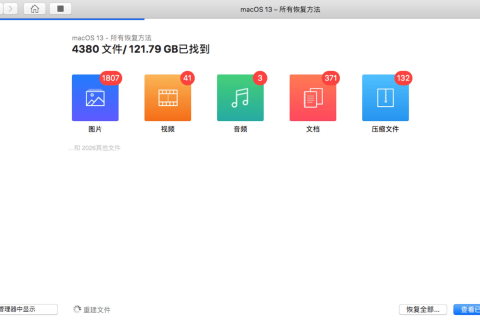 macOS 13 – 所有恢复方法
macOS 13 – 所有恢复方法
4380 文件/ 121.79 GB已找到
1807
41
3
371
132
图片
视频
音频
文档
压缩文件
...和 2026其他文件
管理器中显示
重建文件
恢复全部...
查看已